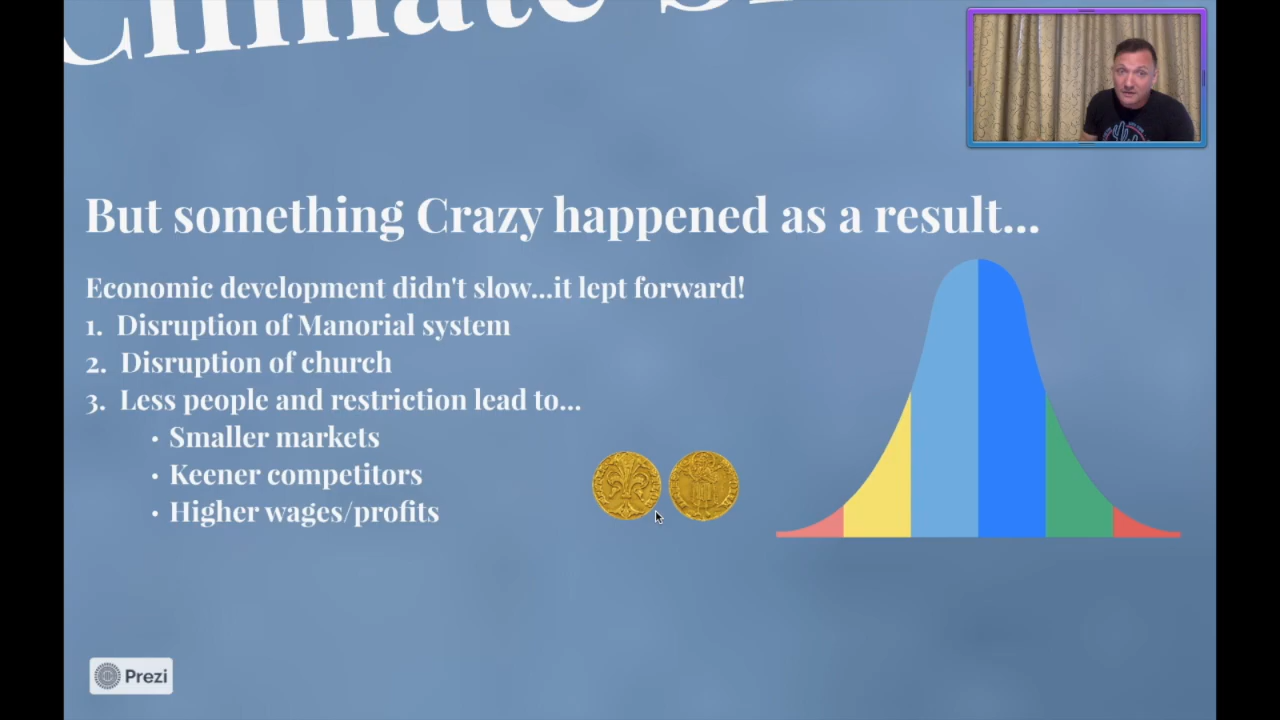 Climate
But something Crazy happened as a result...
Economic development didn't slow...it lept forward!
1. Disruption of Manorial system
2. Disruption of church
3. Less people and restriction lead to...
• Smaller markets
• Keener competitors
• Higher wages/profits
Prezi